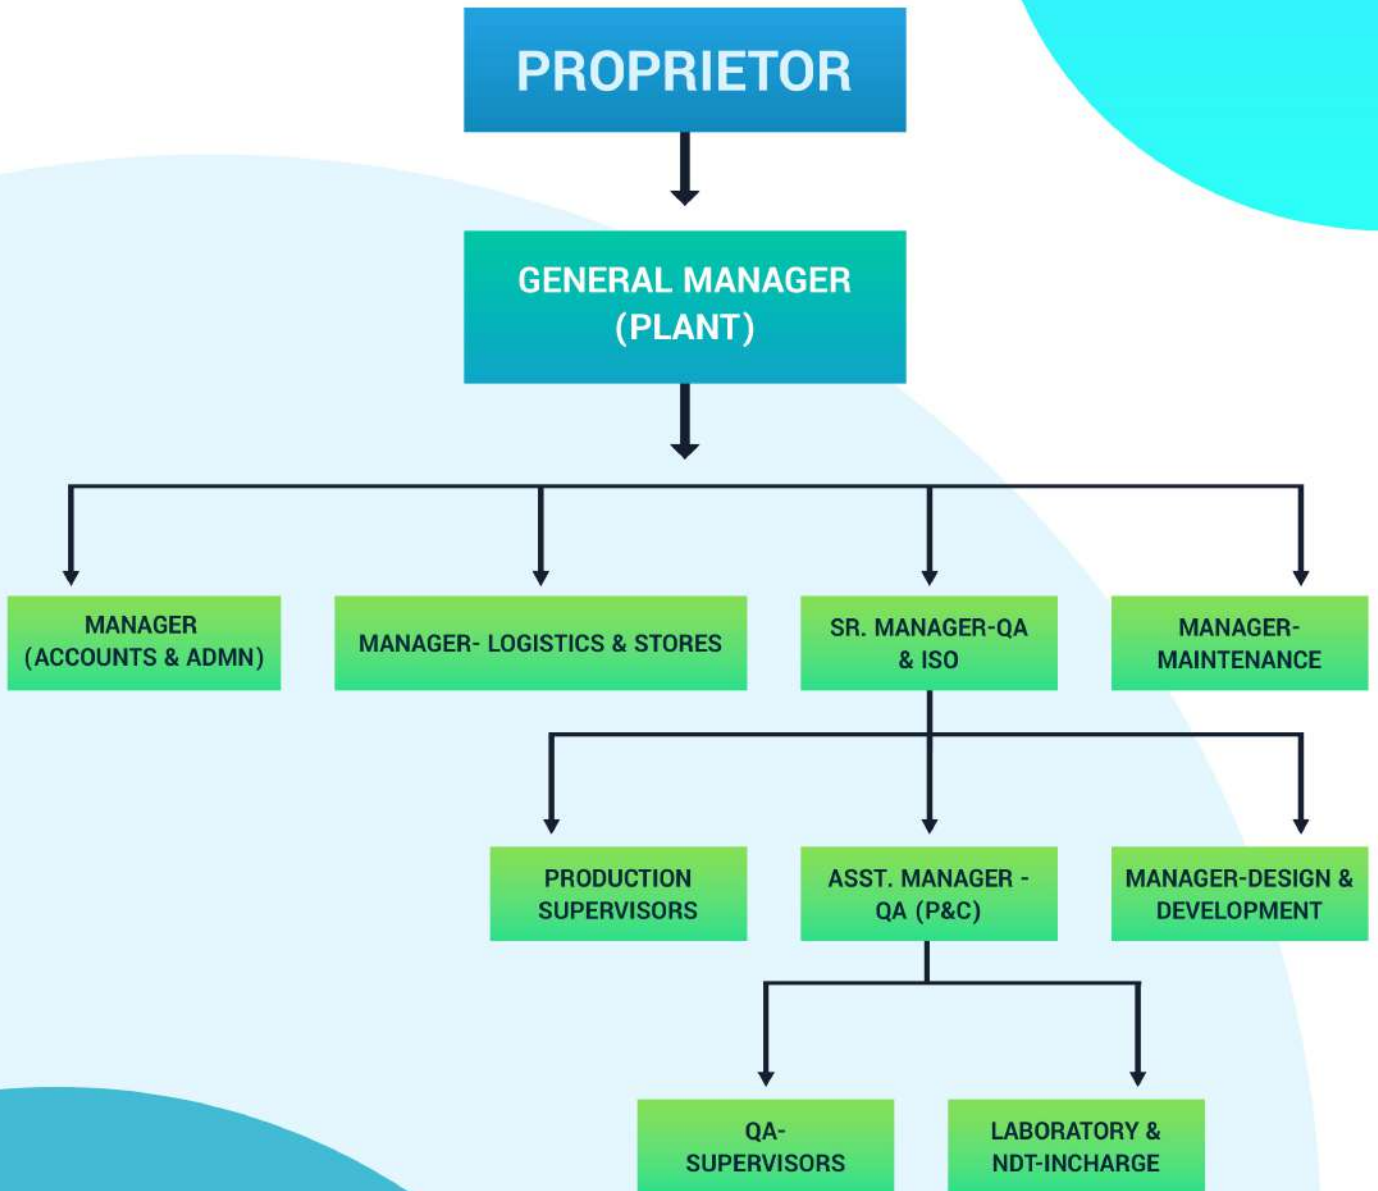 PROPRIETOR
GENERAL MANAGER
(PLANT)
MANAGER
(ACCOUNTS & ADMN)
MANAGER- LOGISTICS & STORES
SR. MANAGER-QA
& ISO
MANAGER-
MAINTENANCE
PRODUCTION
SUPERVISORS
ASST. MANAGER -
QA (P&C)
MANAGER-DESIGN &
DEVELOPMENT
QA-
SUPERVISORS
LABORATORY &
NDT-INCHARGE